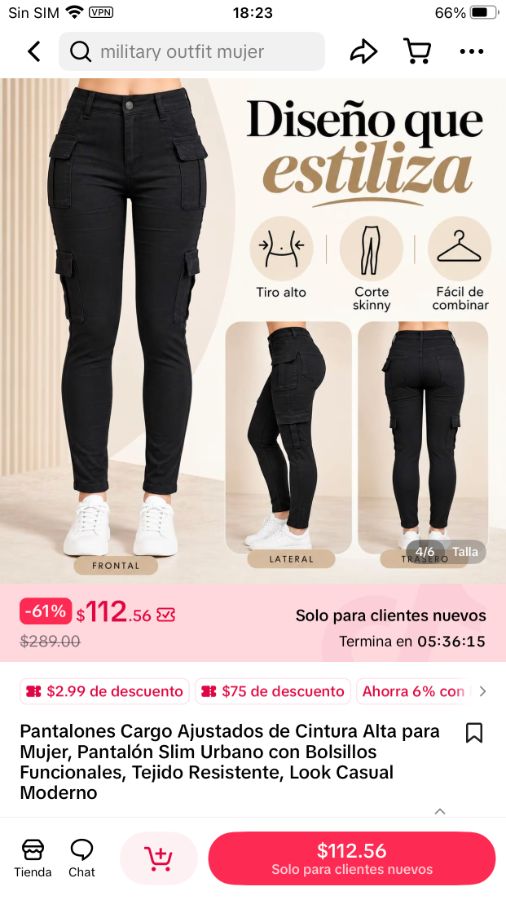 Sin SIM VPN 18:23 66%
military outfit mujer
Diseño que
estiliza
Tiro alto
Corte
skinny
Fácil de
combinar
FRONTAL
LATERAL
TRASERO
4/6 Talla
-61% $112.56
$289.00
Solo para clientes nuevos
Termina en 05:36:15
$2.99 de descuento
$75 de descuento
Ahorra 6% con
Pantalones Cargo Ajustados de Cintura Alta para
Mujer, Pantalón Slim Urbano con Bolsillos
Funcionales, Tejido Resistente, Look Casual
Moderno
Tienda
Chat
$112.56
Solo para clientes nuevos